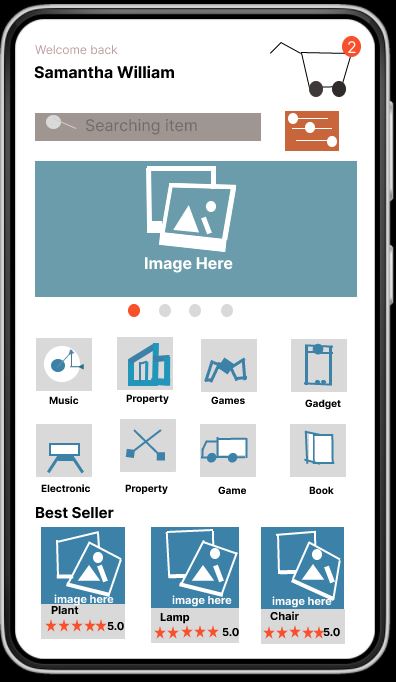 Welcome back
Samantha William
2
Searching item
Image Here
Music
Property
Games
Gadget
Electronic
Property
Game
Book
Best Seller
image here
image here
image here
Plant
Lamp
Chair
5.0
5.0
5.0